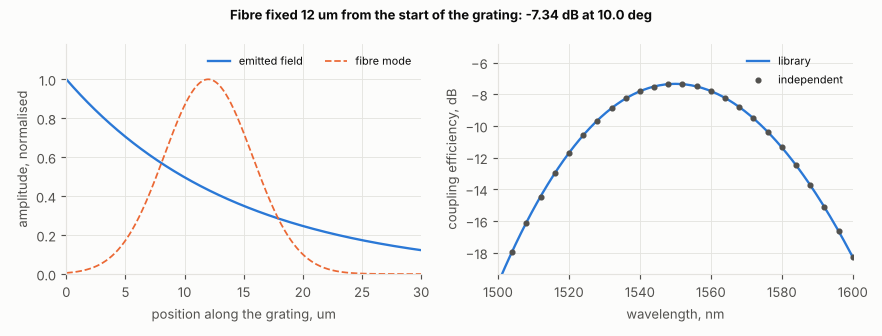 Fibre fixed 12 um from the start of the grating: -7.34 dB at 10.0 deg
emitted field
fibre mode
amplitude, normalised
1.0
0.8
0.6
0.4
0.2
0.0
0
5
10
15
20
25
30
position along the grating, um
library
independent
coupling efficiency, dB
−6
−8
−10
−12
−14
−16
−18
1500
1520
1540
1560
1580
1600
wavelength, nm